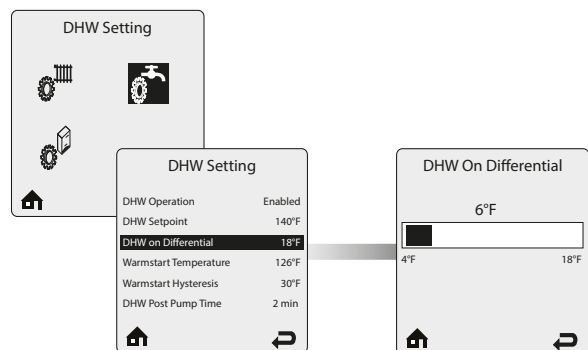 DHW Setting
DHW Setting
DHW Operation Enabled
DHW Setpoint 140°F
DHW on Differential 18°F
Warmstart Temperature 126°F
Warmstart Hysteresis 30°F
DHW Post Pump Time 2 min
DHW On Differential
6°F
4°F 18°F